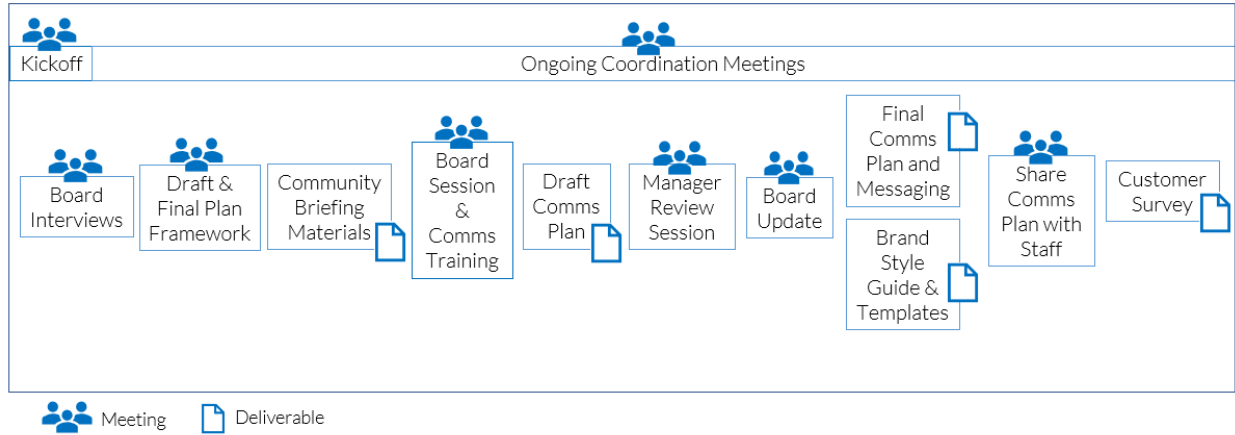 Kickoff
Ongoing Coordination Meetings
Board
Interviews
Draft &
Final Plan
Framework
Community
Briefing
Materials
Board
Session
&
Comms
Training
Draft
Comms
Plan
Manager
Review
Session
Board
Update
Final
Comms
Plan and
Messaging
Brand
Style
Guide &
Templates
Share
Comms
Plan with
Staff
Customer
Survey
Meeting
Deliverable